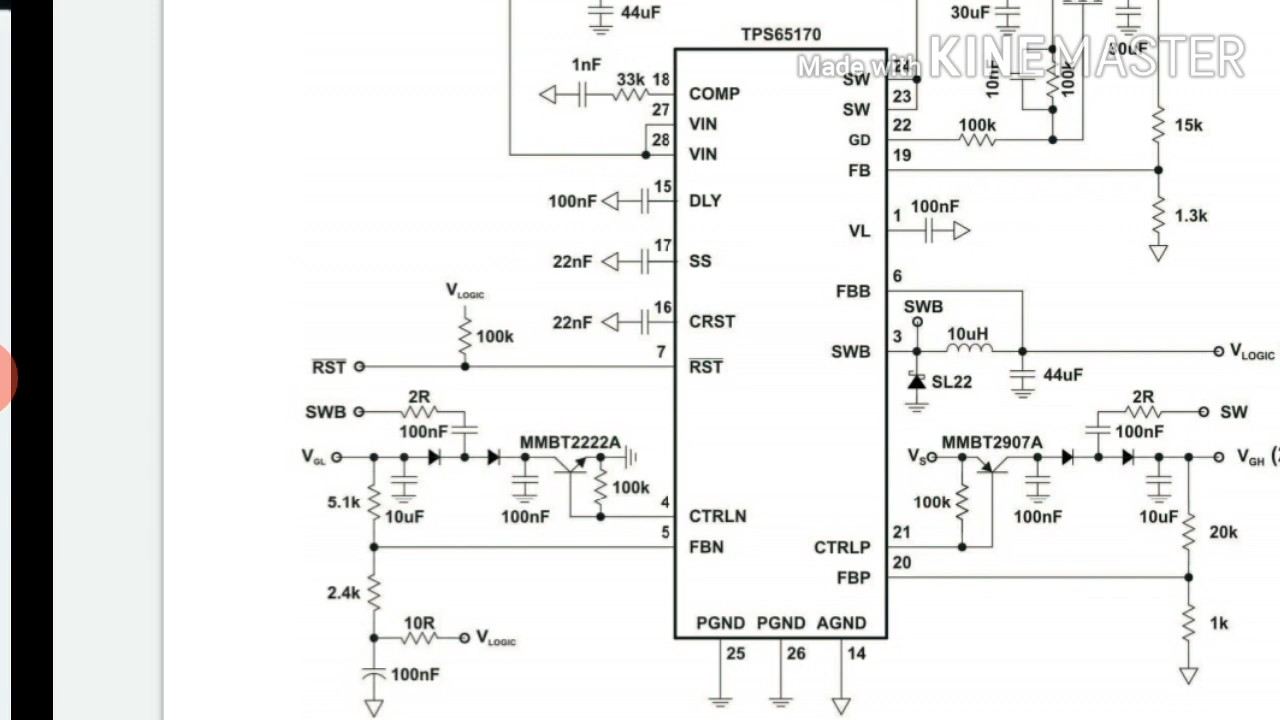 44uF
30uF
TPS65170
Made with KINEMASTER
1nF
33k
18
COMP
27
VIN
28
VIN
100nF
15
DLY
22nF
17
SS
22nF
16
CRST
VLOGIC
100k
RST
7
RST
SWB
2R
100nF
VGL
MMBT2222A
5.1k
10uF
100nF
100k
4
CTRLN
5
FBN
2.4k
10R
VLOGIC
100nF
PGND
PGND
AGND
25
26
14
24
SW
23
SW
22
GD
100k
10nF
100k
19
FB
15k
1.3k
1
VL
100nF
6
FBB
SWB
3
SWB
10uH
VLOGIC
SL22
44uF
2R
SW
100nF
MMBT2907A
VS
VGH (
100k
100nF
10uF
20k
21
CTRLP
20
FBP
1k